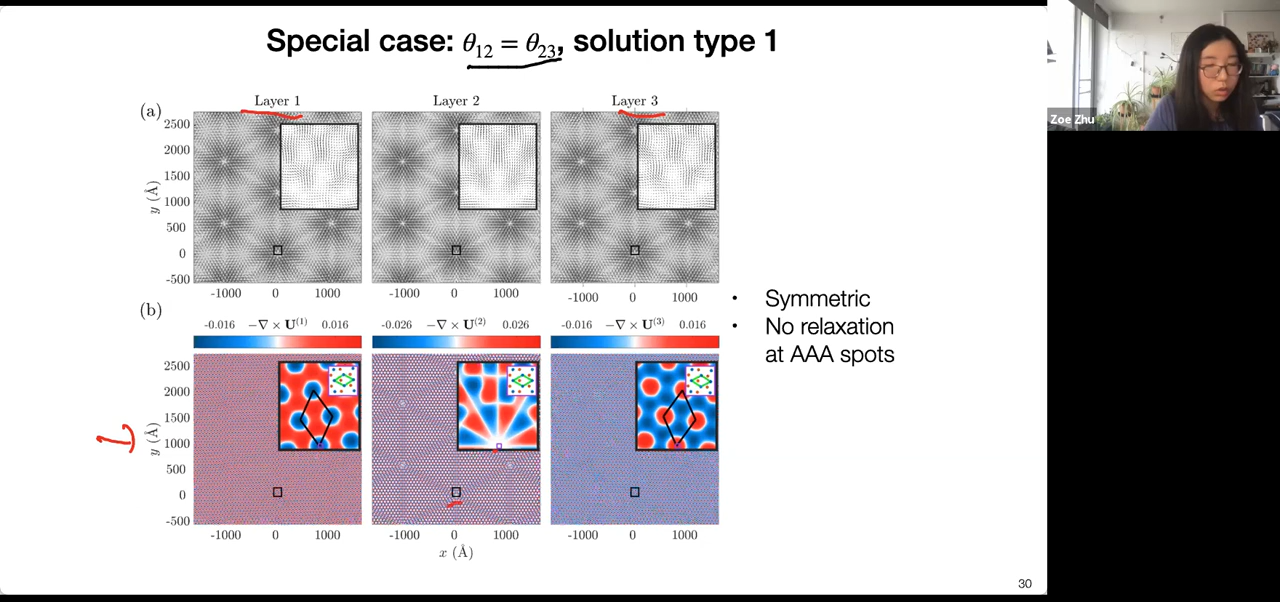 Special case: θ₁₂ = θ₂₃, solution type 1
Zoe Zhu
(a)
Layer 1
Layer 2
Layer 3
2500
2000
1500
1000
500
0
-500
y (Å)
-1000 0 1000
-1000 0 1000
-1000 0 1000
• Symmetric
• No relaxation
at AAA spots
(b)
-0.016 −∇ × U⁽¹⁾ 0.016
-0.026 −∇ × U⁽²⁾ 0.026
-0.016 −∇ × U⁽³⁾ 0.016
2500
2000
1500
1000
500
0
-500
y (Å)
-1000 0 1000
-1000 0 1000
-1000 0 1000
x (Å)
30